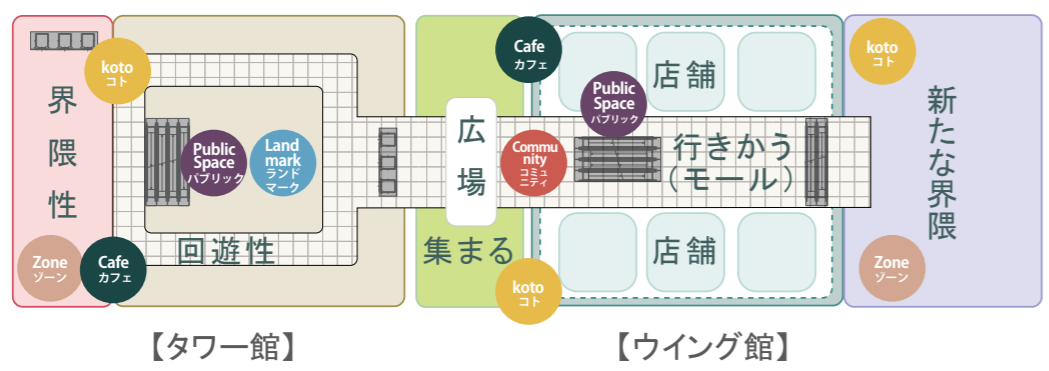 界隈性
koto
コト
Zone
ゾーン
Cafe
カフェ
Public
Space
パブリック
Land
mark
ランド
マーク
回遊性
広場
集まる
Cafe
カフェ
Commu
nity
コミュ
ニティ
koto
コト
店舗
Public
Space
パブリック
行きかう
（モール）
店舗
koto
コト
新たな界隈
Zone
ゾーン
【タワー館】
【ウイング館】